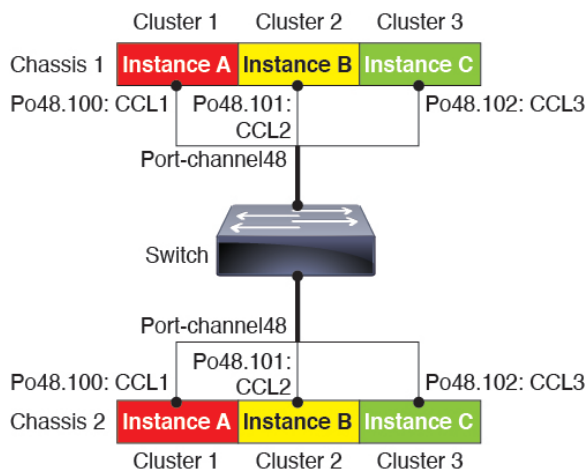 Cluster 1 Cluster 2 Cluster 3
Chassis 1 Instance A Instance B Instance C
Po48.100: CCL1 Po48.101: CCL2 Po48.102: CCL3
Port-channel48
Switch
Port-channel48
Po48.100: CCL1 Po48.101: CCL2 Po48.102: CCL3
Chassis 2 Instance A Instance B Instance C
Cluster 1 Cluster 2 Cluster 3